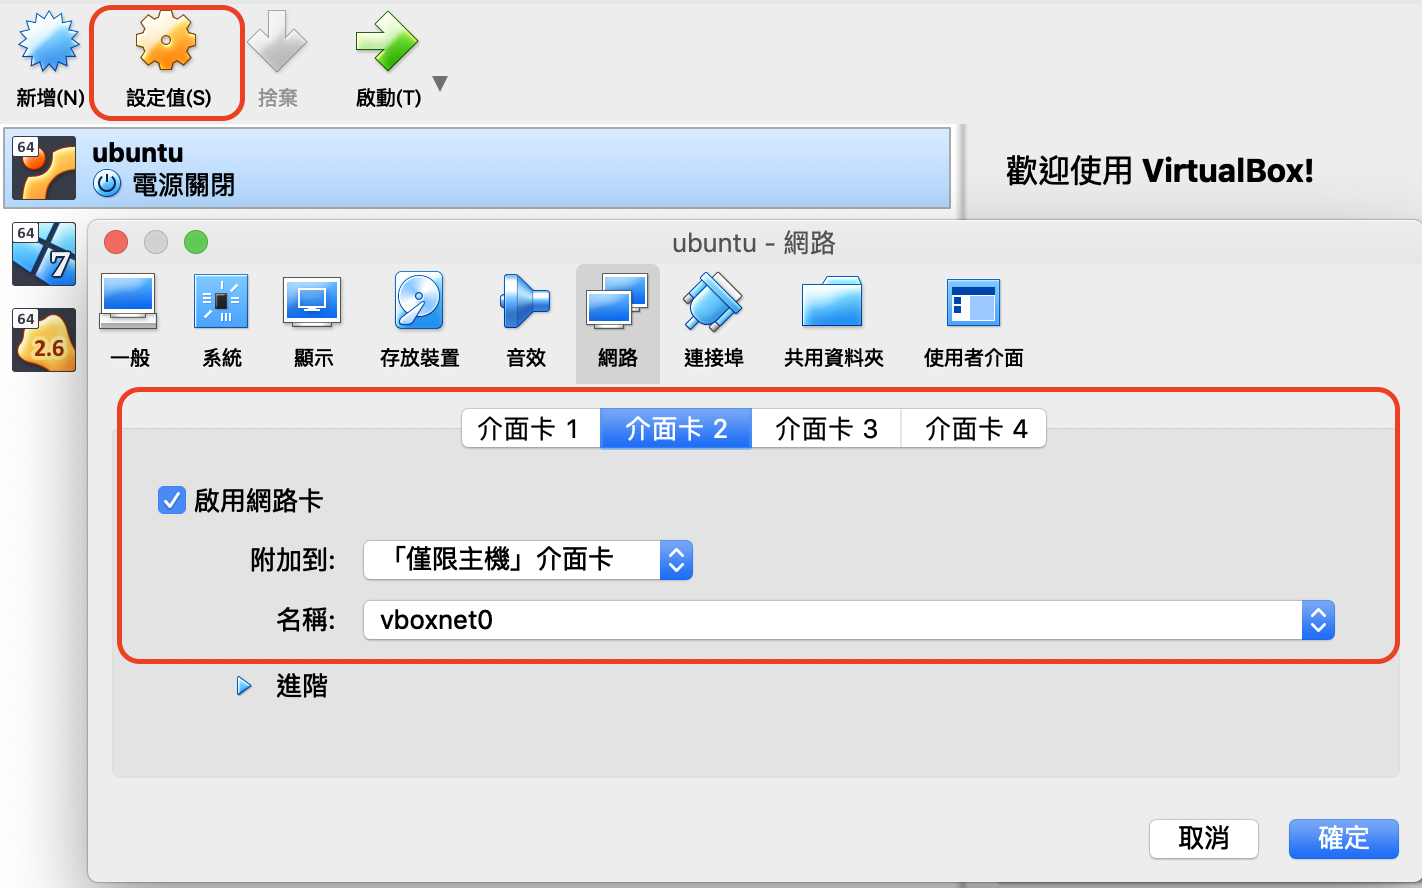 新增(N)
設定值(S)
捨棄
啟動(T)
64
ubuntu
電源關閉
歡迎使用 VirtualBox!
64
7
64
2.6
ubuntu - 網路
一般
系統
顯示
存放裝置
音效
網路
連接埠
共用資料夾
使用者介面
介面卡 1
介面卡 2
介面卡 3
介面卡 4
啟用網路卡
附加到:
「僅限主機」介面卡
名稱:
vboxnet0
進階
取消
確定